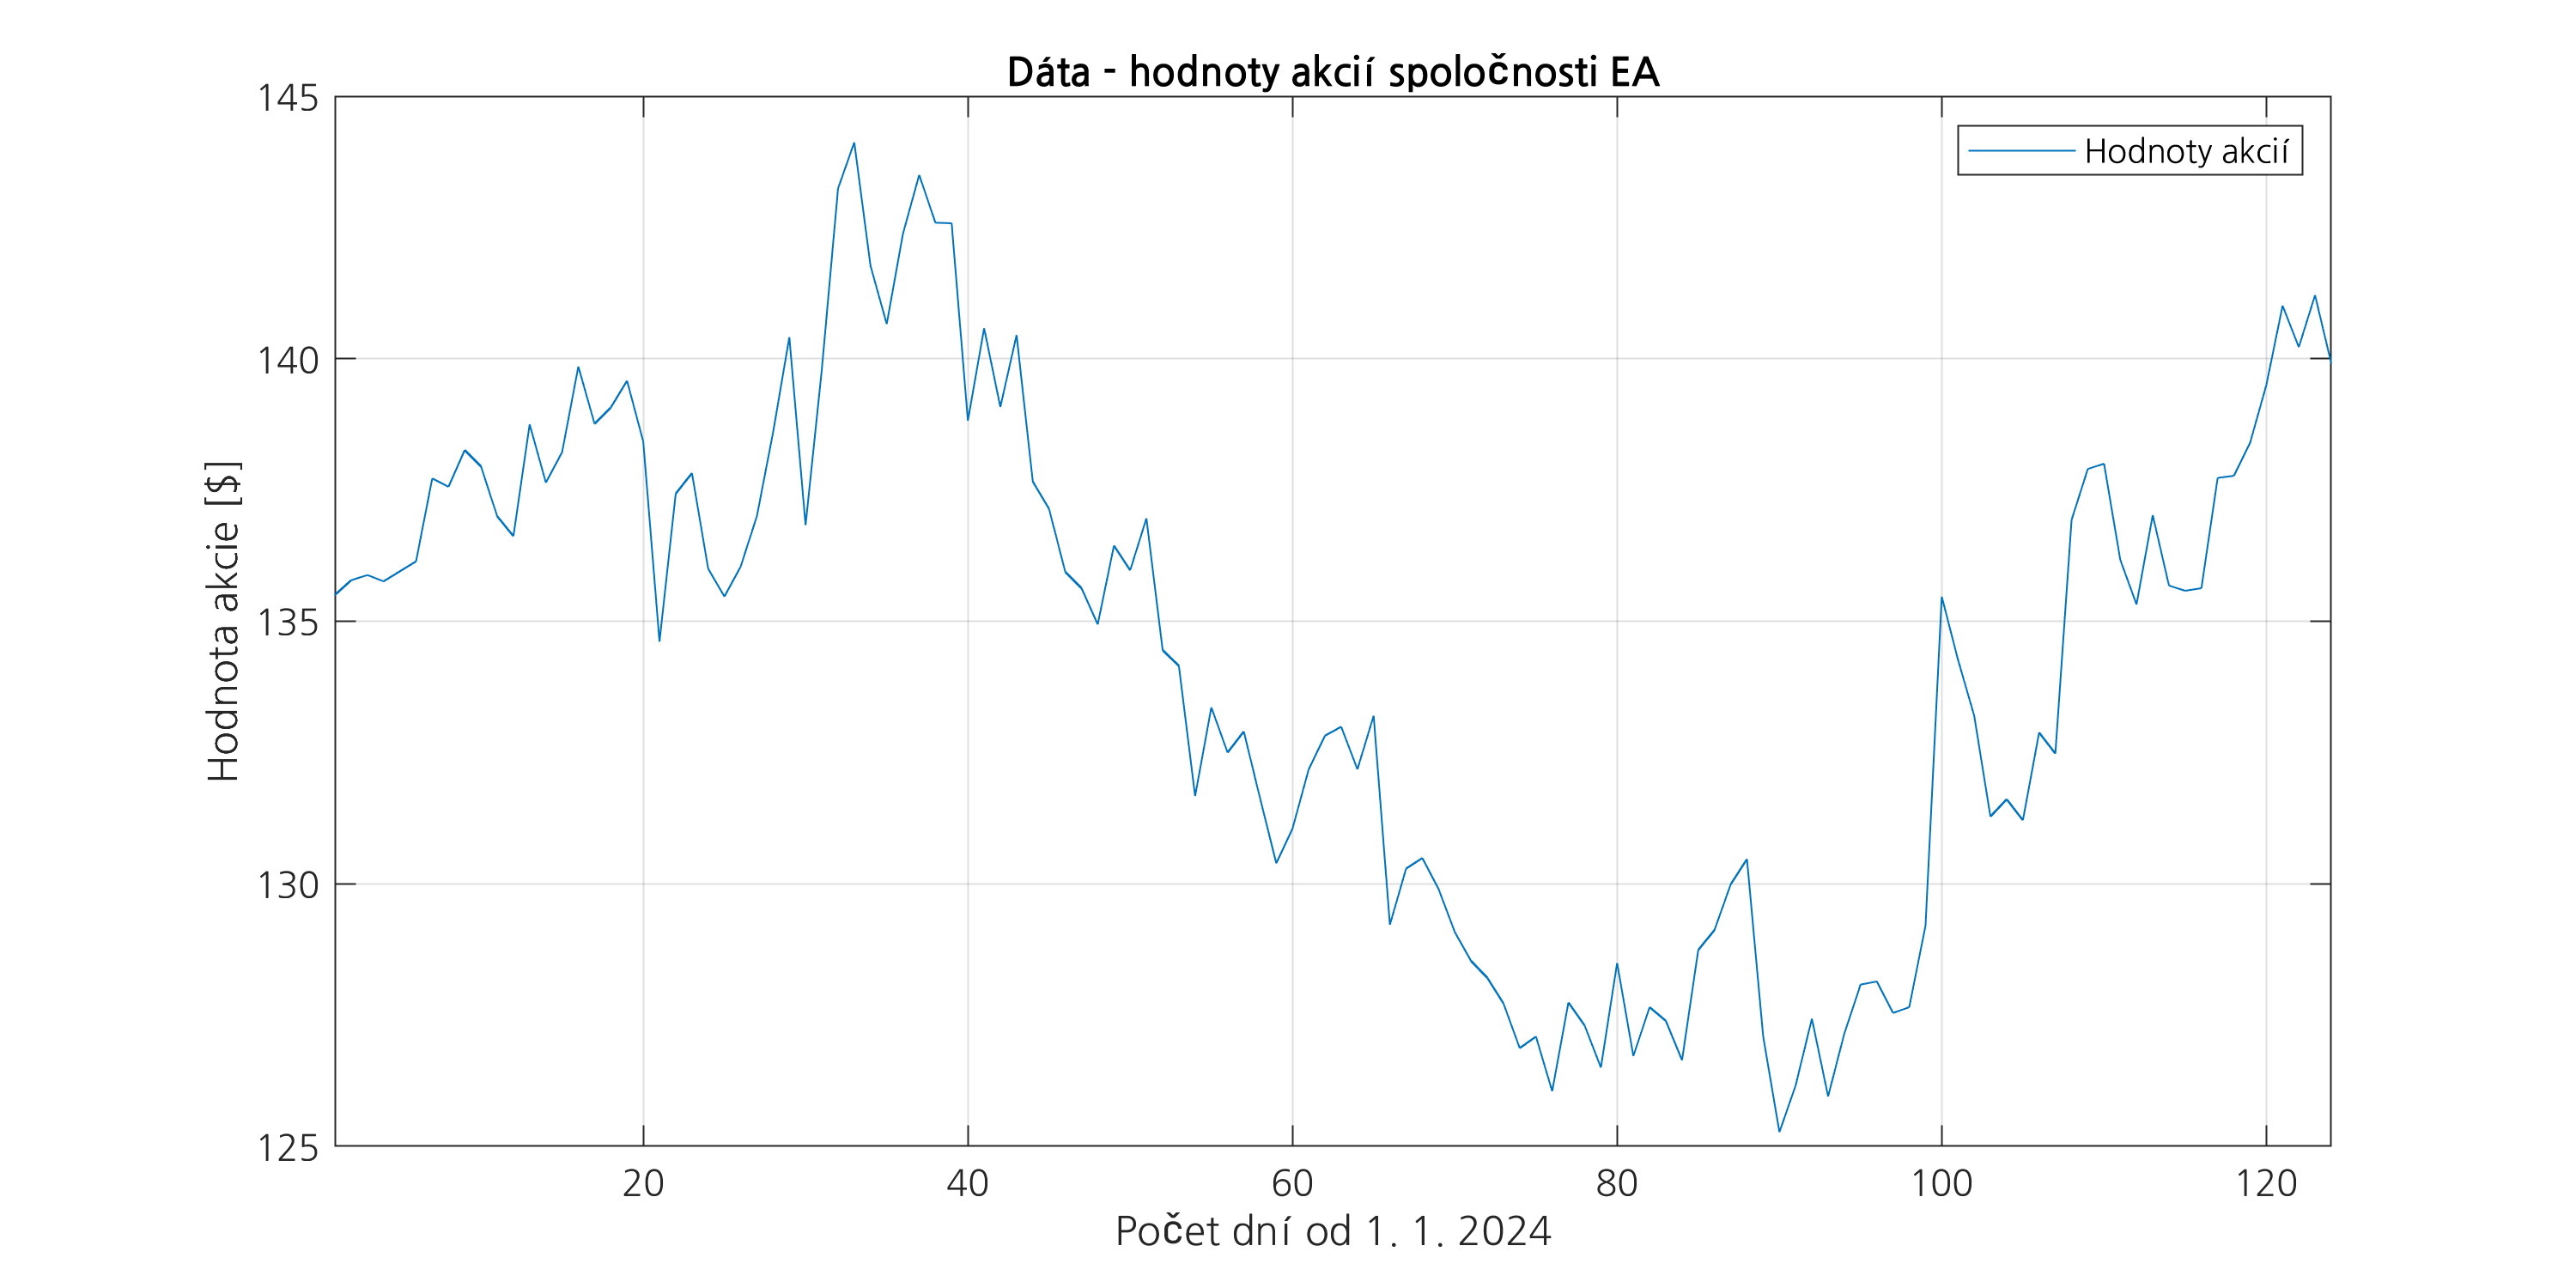 Dáta - hodnoty akcií spoločnosti EA
Hodnoty akcií
145
140
135
130
125
Hodnota akcie [$]
20 40 60 80 100 120
Počet dní od 1. 1. 2024